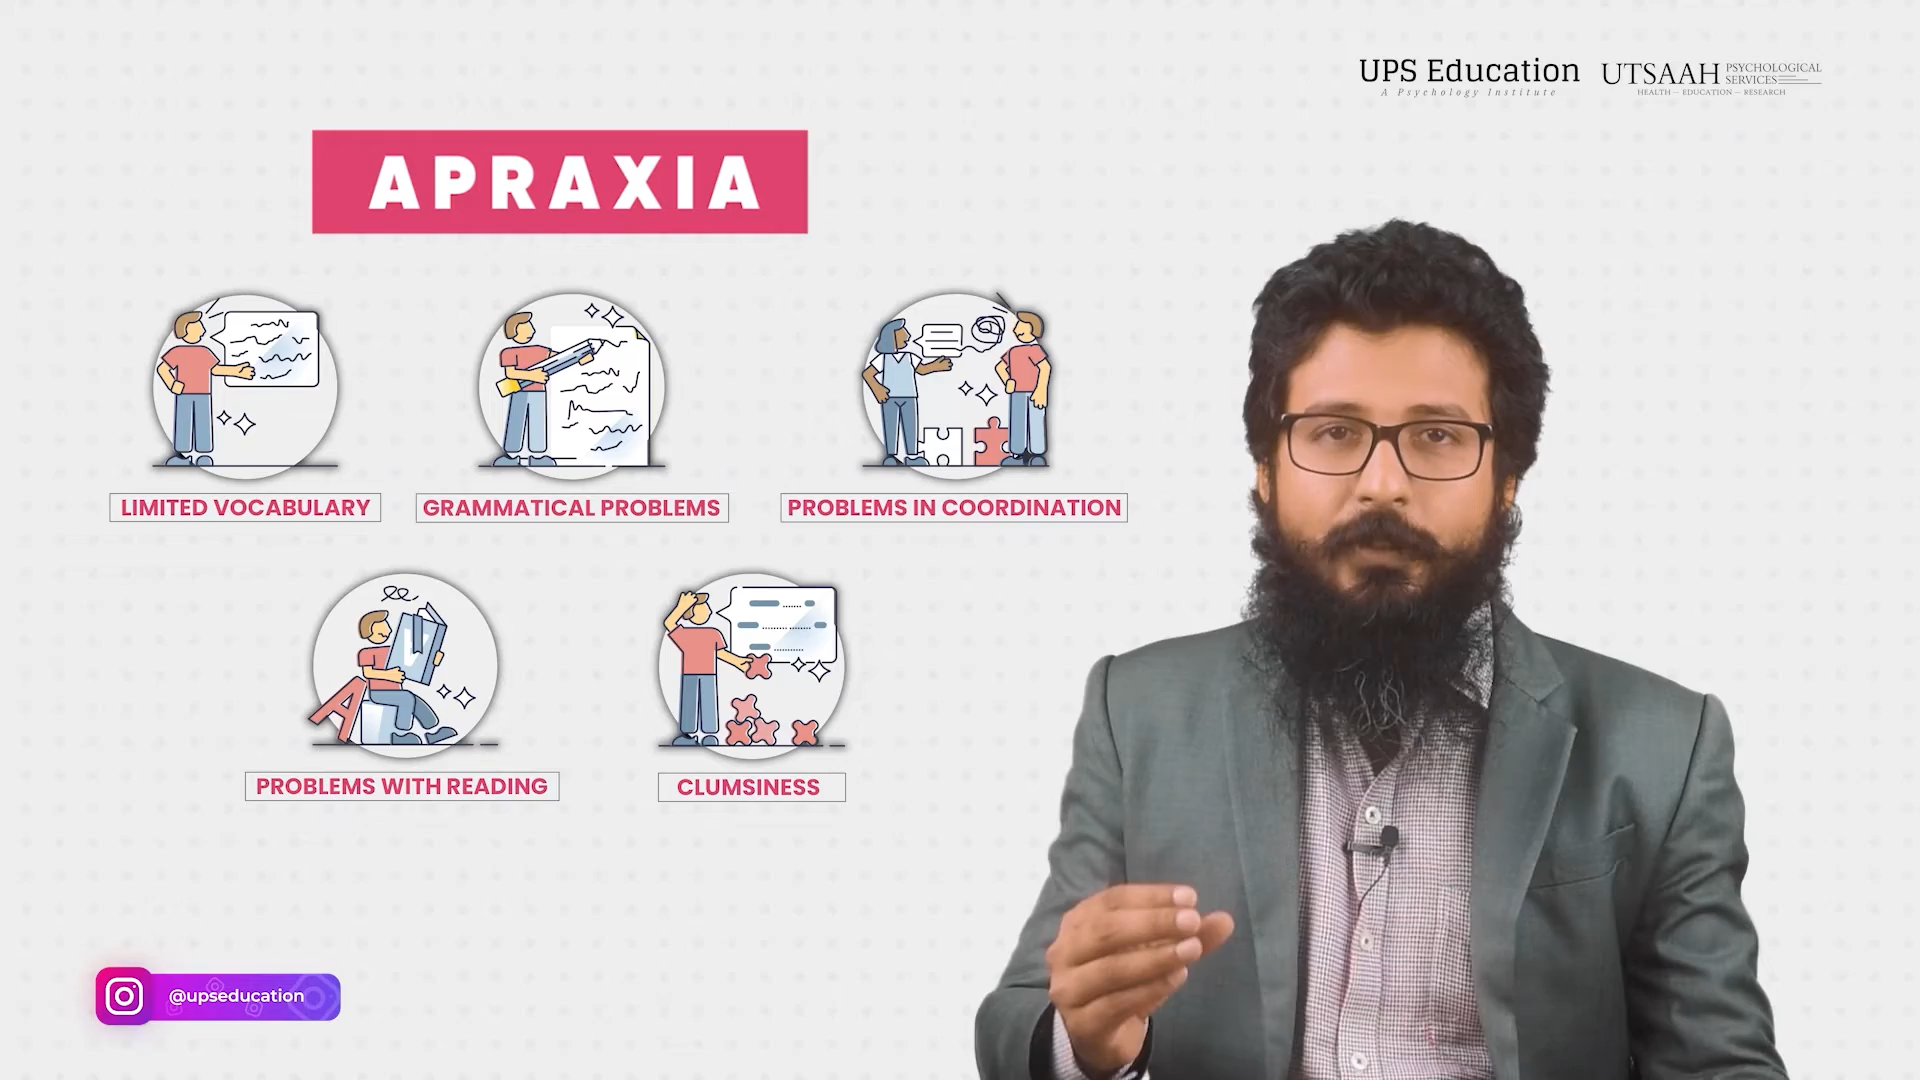 UPS Education
A Psychology Institute
UTSAAH PSYCHOLOGICAL SERVICES
HEALTH — EDUCATION — RESEARCH
APRAXIA
LIMITED VOCABULARY
GRAMMATICAL PROBLEMS
PROBLEMS IN COORDINATION
PROBLEMS WITH READING
CLUMSINESS
@upseducation